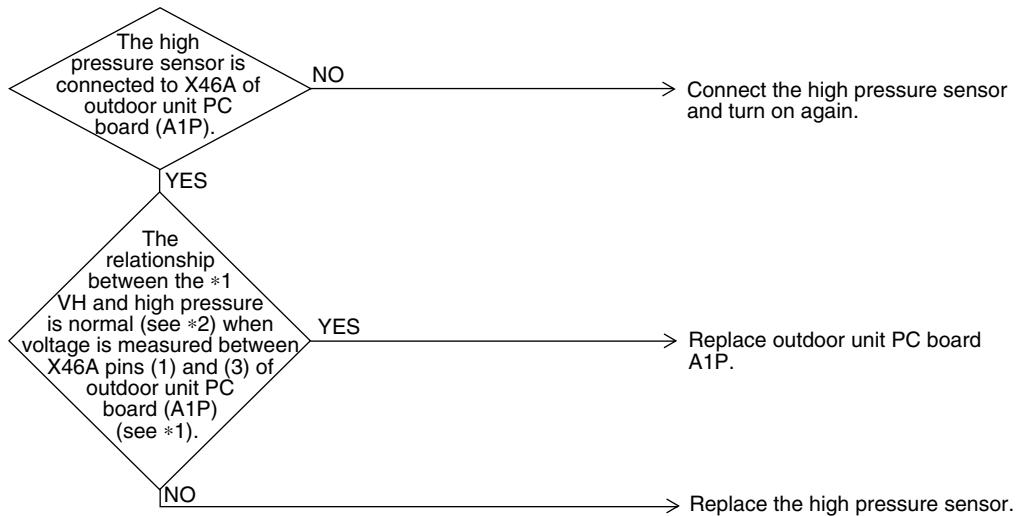 The high
pressure sensor is
connected to X46A of
outdoor unit PC
board (A1P).
NO
Connect the high pressure sensor
and turn on again.
YES
The
relationship
between the *1
VH and high pressure
is normal (see *2) when
voltage is measured between
X46A pins (1) and (3) of
outdoor unit PC
board (A1P)
(see *1).
YES
Replace outdoor unit PC board
A1P.
NO
Replace the high pressure sensor.